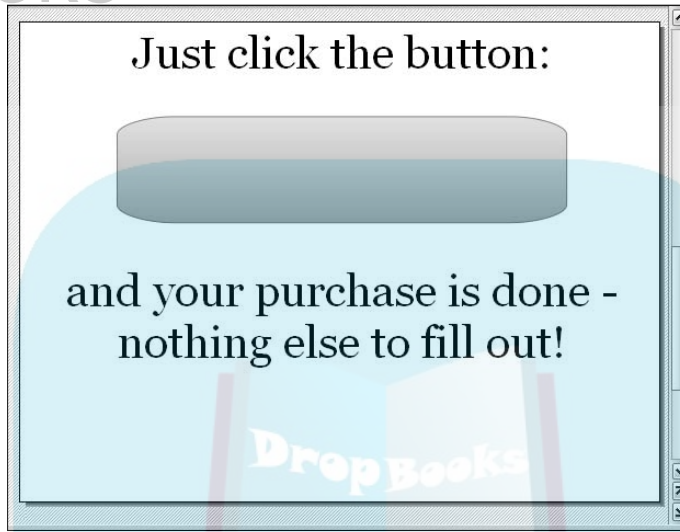 Just click the button:
and your purchase is done -
nothing else to fill out!
DropBooks